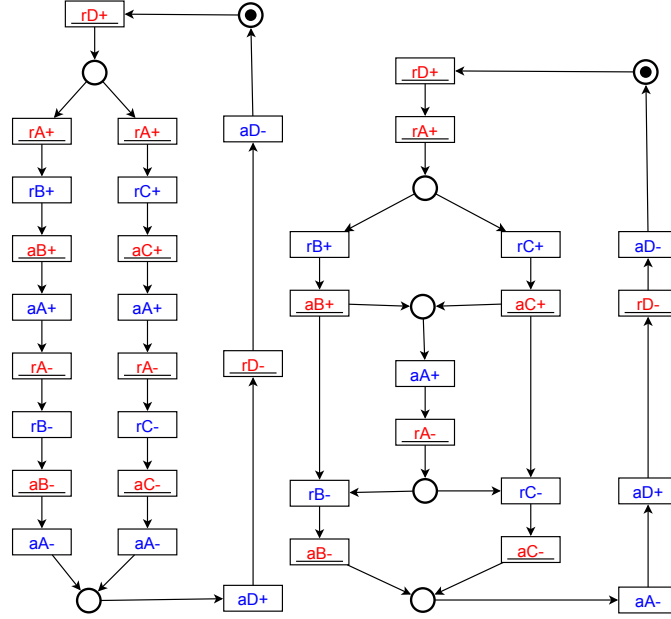 rD+
rA+ rA+
rB+ rC+
aB+ aC+
aA+ aA+
rA- rA-
rB- rC-
aB- aC-
aA- aA-
aD+
rD-
aD-
rD+
rA+
rB+ rC+
aB+ aC+
aA+
rA-
rB- rC-
aB- aC-
aA-
aD+
rD-
aD-